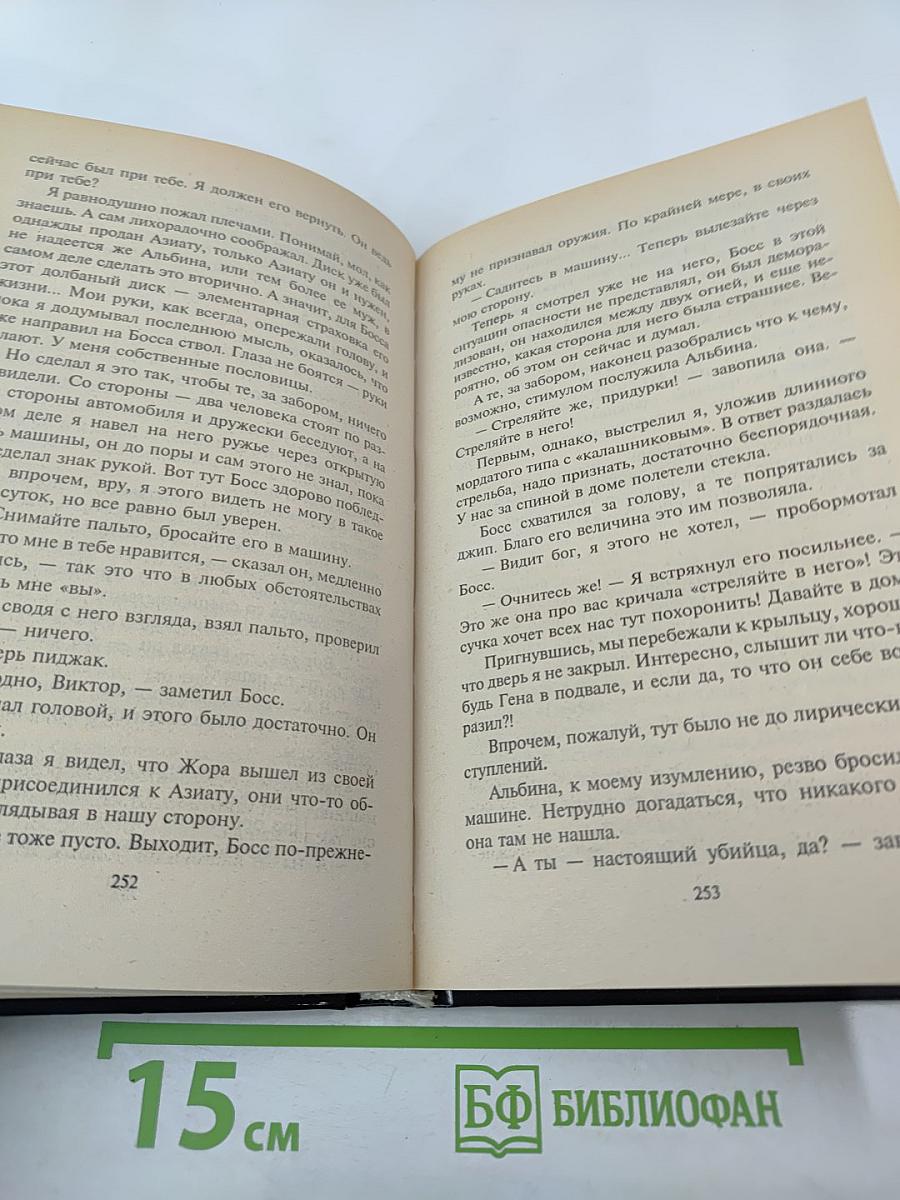 сейчас был при тебе. Я должен его вернуть. Он ведь
при тебе?
Я равнодушно пожал плечами. Понимай, мол, как
знаешь. А сам лихорадочно соображал. Диск уже был
однажды продан Азиату, только Азиату он и нужен,
не надеется же Альбина, или тем более ее муж, в
самом деле сделать это вторично. А значит, для Босса
этот долбаный диск — элементарная страховка его
жизни... Мои руки, как всегда, опережали голову, и
пока я додумывал последнюю мысль, оказалось, что
же направил на Босса ствол. Глаза не боятся — руки
лают. У меня собственные пословицы.
Но сделал я это так, чтобы те, за забором, ничего
видели. Со стороны — два человека стоят по раз-
стороны автомобиля и дружески беседуют, а на
ом деле я навел на него ружье через открытую
ь машины, он до поры и сам этого не знал, пока
сделал знак рукой. Вот тут Босс здорово поблед-
впрочем, вру, я этого видеть не могу в такое
суток, но все равно был уверен.
Снимайте пальто, бросайте его в машину.
то мне в тебе нравится, — сказал он, медленно
ись, — так это что в любых обстоятельствах
ь мне «вы».
сводя с него взгляда, взял пальто, проверил
— ничего.
ерь пиджак.
одно, Виктор, — заметил Босс.
ал головой, и этого было достаточно. Он
.
лаза я видел, что Жора вышел из своей
присоединился к Азиату, они что-то об-
глядывая в нашу сторону.
е тоже пусто. Выходит, Босс по-прежне-
252
му не признавал оружия. По крайней мере, в своих
руках.
— Садитесь в машину... Теперь вылезайте через
мою сторону.
Теперь я смотрел уже не на него, Босс в этой
ситуации опасности не представлял, он был демора-
лизован, он находился между двух огней, и еще не-
известно, какая сторона для него была страшнее. Ве-
роятно, об этом он сейчас и думал.
А те, за забором, наконец разобрались что к чему,
возможно, стимулом послужила Альбина.
— Стреляйте же, придурки! — завопила она. —
Стреляйте в него!
Первым, однако, выстрелил я, уложив длинного
мордатого типа с «калашниковым». В ответ раздалась
стрельба, надо признать, достаточно беспорядочная.
У нас за спиной в доме полетели стекла.
Босс схватился за голову, а те попрятались за
джип. Благо его величина это им позволяла.
— Видит бог, я этого не хотел, — пробормотал
Босс.
— Очнитесь же! — Я встряхнул его посильнее. —
Это же она про вас кричала «стреляйте в него»! Эт
сучка хочет всех нас тут похоронить! Давайте в дом
Пригнувшись, мы перебежали к крыльцу, хорош
что дверь я не закрыл. Интересно, слышит ли что-н
будь Гена в подвале, и если да, то что он себе во
разил?!
Впрочем, пожалуй, тут было не до лирически
ступлений.
Альбина, к моему изумлению, резво бросил
машине. Нетрудно догадаться, что никакого
она там не нашла.
— А ты — настоящий убийца, да? — за
253
15 см
БФ БИБЛИОФАН